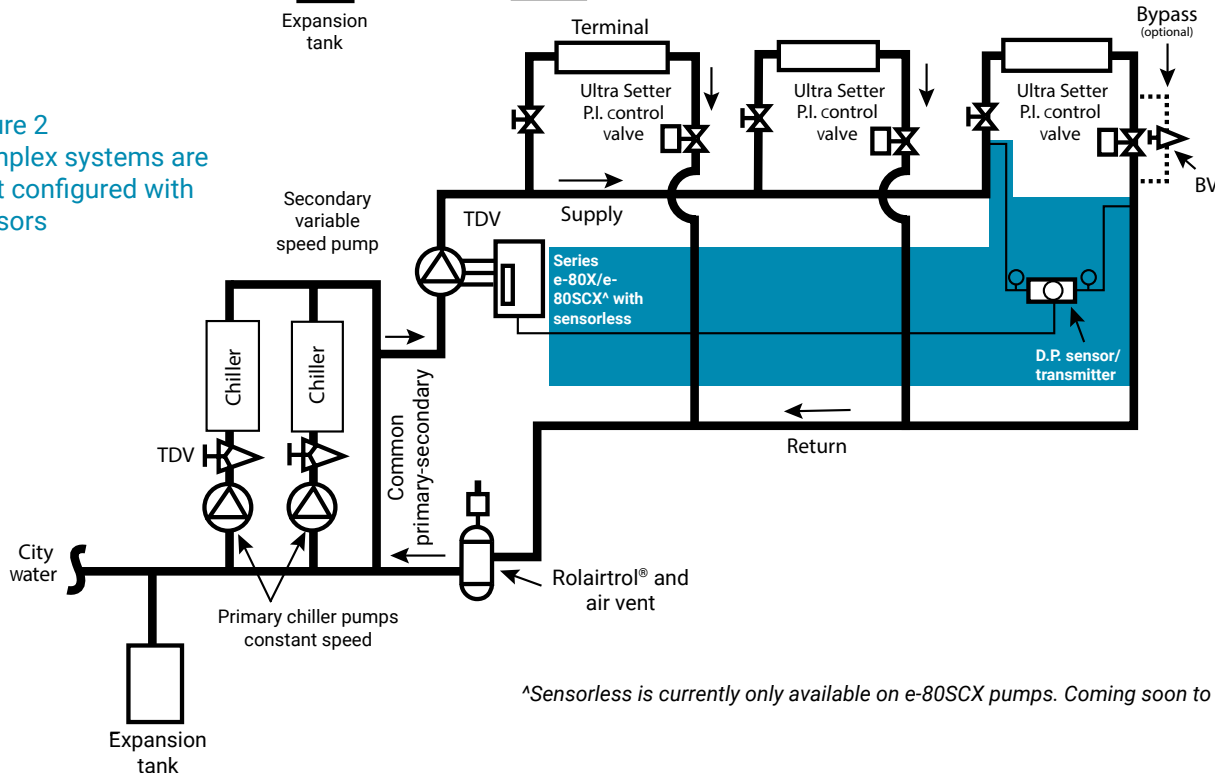 Expansion
tank
Terminal
Bypass
(optional)
Ultra Setter
P.I. control
valve
Ultra Setter
P.I. control
valve
Ultra Setter
P.I. control
valve
BV
ure 2
mplex systems are
t configured with
sors
Secondary
variable
speed pump
TDV
Supply
Series
e-80X/e-
80SCX^ with
sensorless
D.P. sensor/
transmitter
Chiller
Chiller
TDV
Common
primary-secondary
Return
City
water
Rolairtrol® and
air vent
Primary chiller pumps
constant speed
Expansion
tank
^Sensorless is currently only available on e-80SCX pumps. Coming soon to